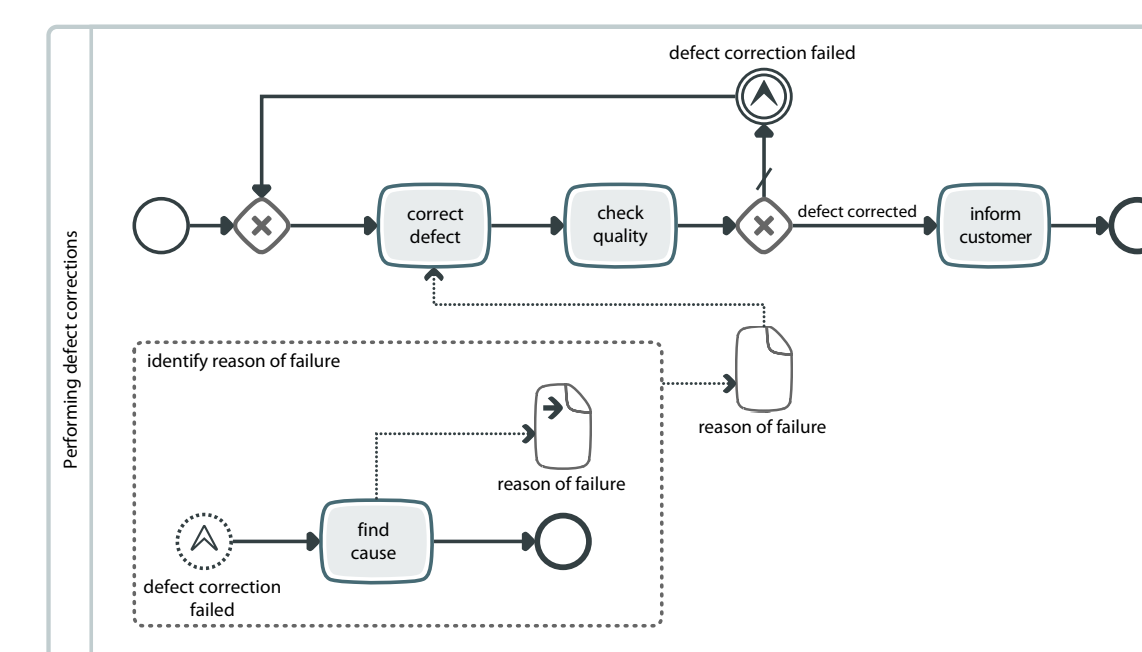 defect correction failed
correct
defect
check
quality
defect corrected
inform
customer
Performing defect corrections
identify reason of failure
reason of failure
reason of failure
find
cause
defect correction
failed